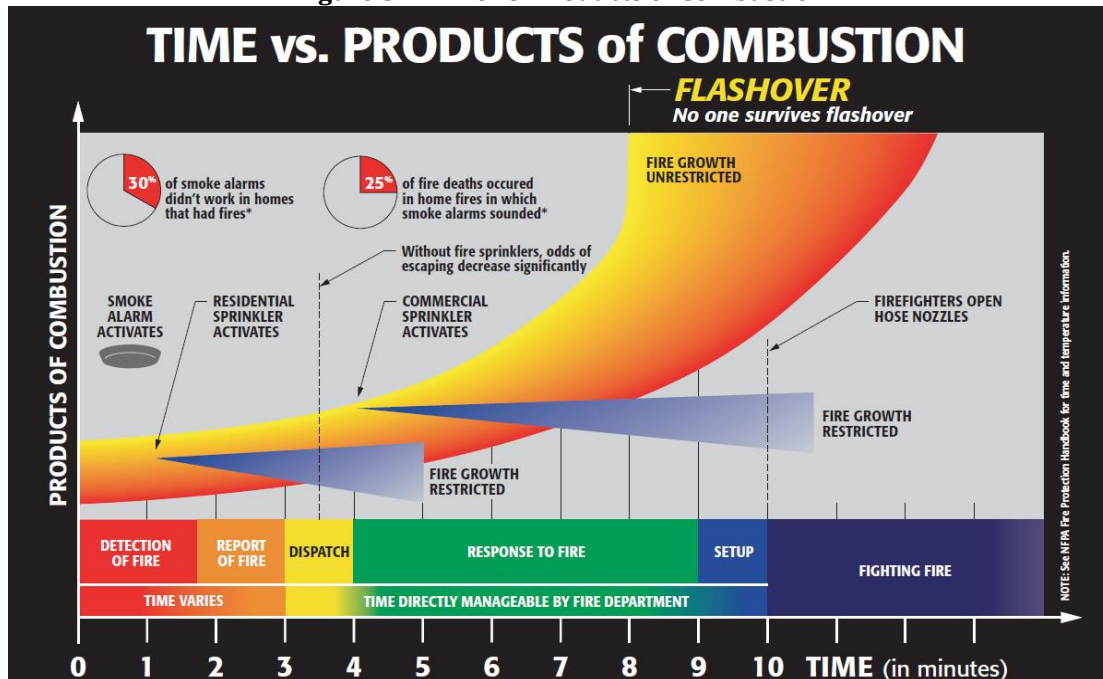 TIME vs. PRODUCTS of COMBUSTION
FLASHOVER
No one survives flashover
FIRE GROWTH
UNRESTRICTED
30%
of smoke alarms
didn't work in homes
that had fires*
25%
of fire deaths occured
in home fires in which
smoke alarms sounded*
Without fire sprinklers, odds of
escaping decrease significantly
SMOKE
ALARM
ACTIVATES
RESIDENTIAL
SPRINKLER
ACTIVATES
COMMERCIAL
SPRINKLER
ACTIVATES
FIREFIGHTERS OPEN
HOSE NOZZLES
FIRE GROWTH
RESTRICTED
FIRE GROWTH
RESTRICTED
PRODUCTS OF COMBUSTION
NOTE: See NFPA Fire Protection Handbook for time and temperature information.
DETECTION
OF FIRE
REPORT
OF FIRE
DISPATCH
RESPONSE TO FIRE
SETUP
FIGHTING FIRE
TIME VARIES
TIME DIRECTLY MANAGEABLE BY FIRE DEPARTMENT
0 1 2 3 4 5 6 7 8 9 10 TIME (in minutes)